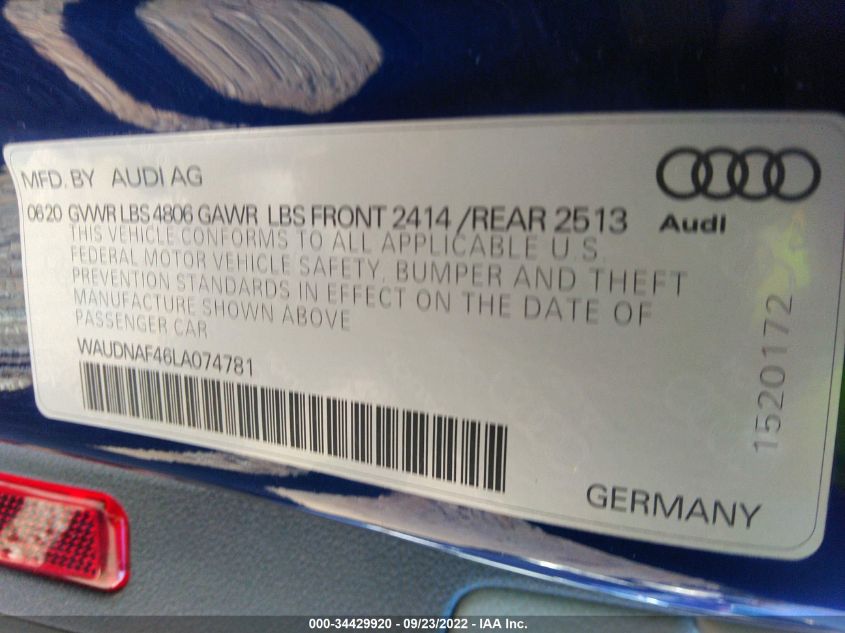 MFD. BY AUDI AG
Audi
0620 GVWR LBS 4806 GAWR LBS FRONT 2414 /REAR 2513
THIS VEHICLE CONFORMS TO ALL APPLICABLE U.S.
FEDERAL MOTOR VEHICLE SAFETY, BUMPER AND THEFT
PREVENTION STANDARDS IN EFFECT ON THE DATE OF
MANUFACTURE SHOWN ABOVE
PASSENGER CAR
WAUDNAF46LA074781
1520172
GERMANY
000-34429920 - 09/23/2022 - IAA Inc.